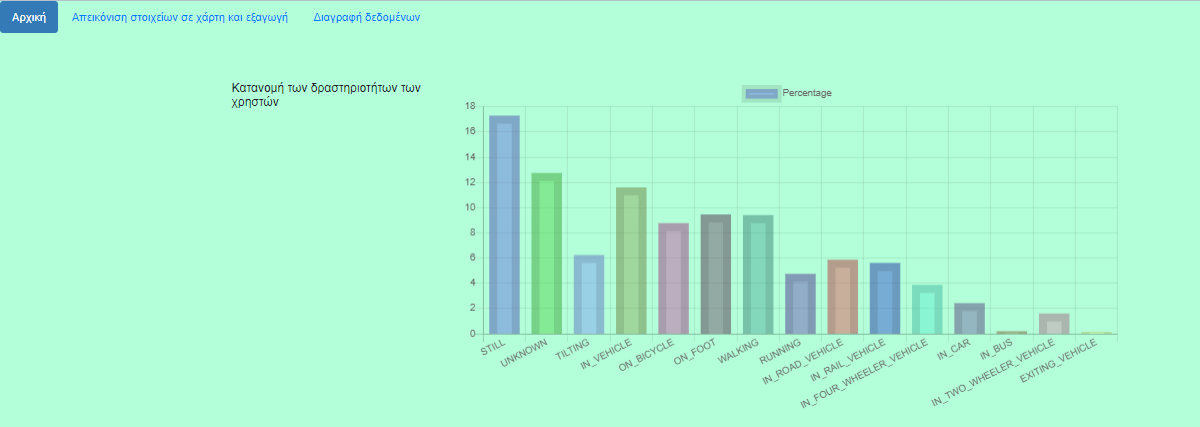 Αρχική Απεικόνιση στοιχείων σε χάρτη και εξαγωγή Διαγραφή δεδομένων
Κατανομή των δραστηριοτήτων των
χρηστών
Percentage
18
16
14
12
10
8
6
4
2
0
STILL
UNKNOWN
TILTING
IN_VEHICLE
ON_BICYCLE
ON_FOOT
WALKING
RUNNING
IN_ROAD_VEHICLE
IN_RAIL_VEHICLE
IN_FOUR_WHEELER_VEHICLE
IN_CAR
IN_BUS
IN_TWO_WHEELER_VEHICLE
EXITING_VEHICLE